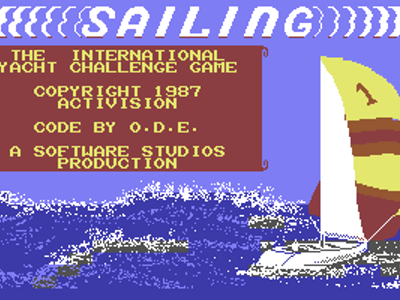 SAILING
THE INTERNATIONAL
YACHT CHALLENGE GAME
COPYRIGHT 1987
ACTIVISION
CODE BY O.D.E.
A SOFTWARE STUDIOS
PRODUCTION
1